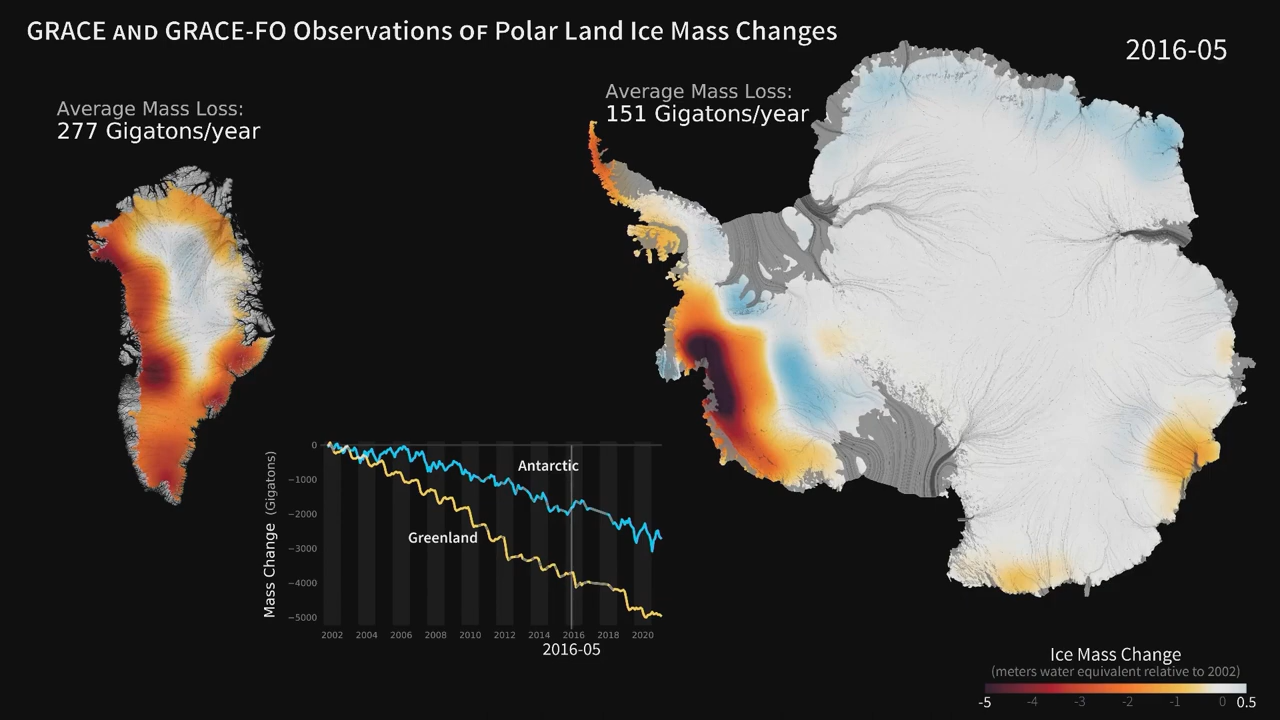 GRACE AND GRACE-FO Observations OF Polar Land Ice Mass Changes
2016-05
Average Mass Loss:
277 Gigatons/year
Average Mass Loss:
151 Gigatons/year
Mass Change (Gigatons)
0
−1000
−2000
−3000
−4000
−5000
Antarctic
Greenland
2002 2004 2006 2008 2010 2012 2014 2016 2018 2020
2016-05
Ice Mass Change
(meters water equivalent relative to 2002)
-5 -4 -3 -2 -1 0 0.5